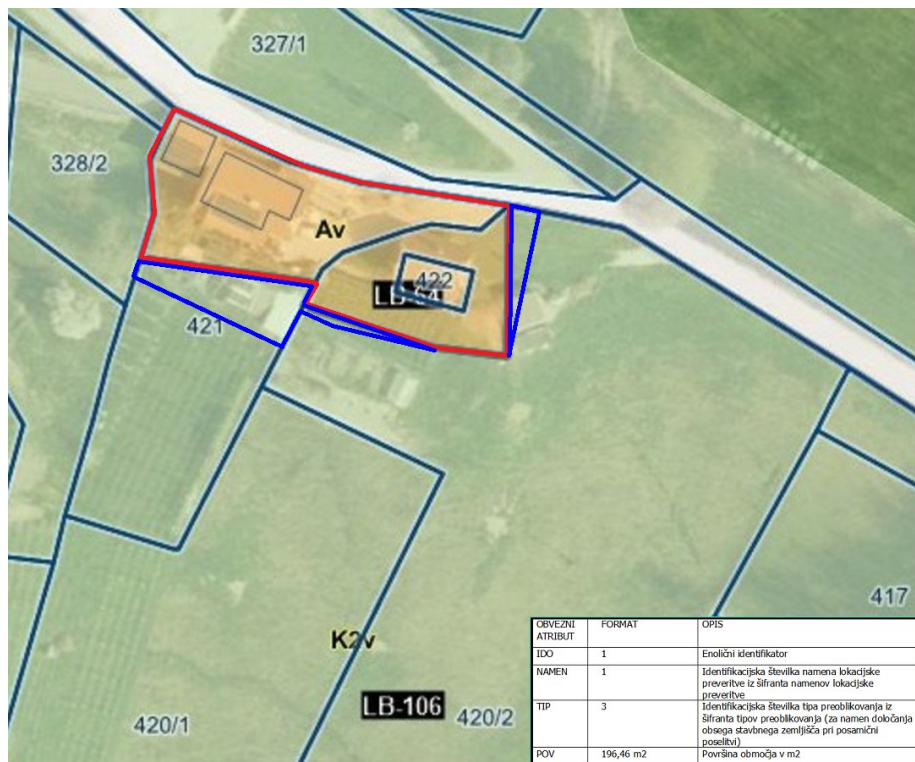 327/1
328/2
Av
422
421
417
K2v
LB-106
420/1
420/2
OBVEZNI ATRIBUT FORMAT OPIS
IDO 1 Enolični identifikator
NAMEN 1 Identifikacijska številka namena lokacijske
preveritve iz šifranta namenov lokacijske
preveritve
TIP 3 Identifikacijska številka tipa preoblikovanja iz
šifranta tipov preoblikovanja (za namen določanja
obsega stavbnega zemljišča pri posamični
poselitvi)
POV 196,46 m2 Površina območja v m2